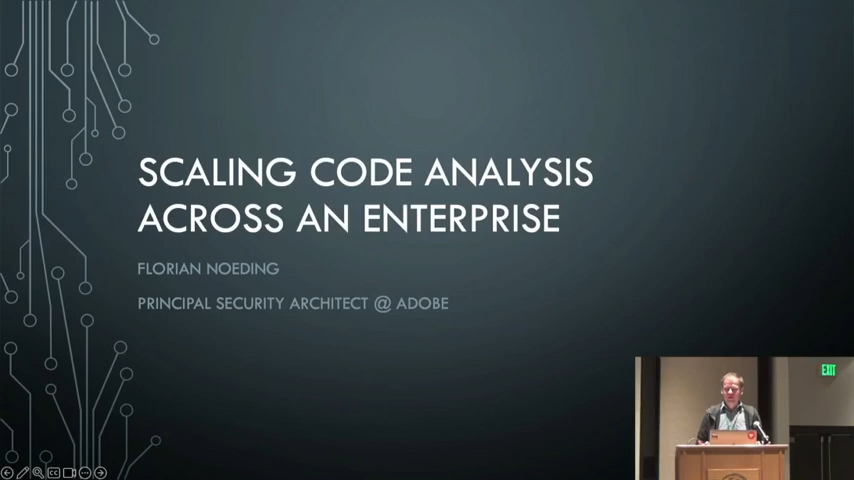 SCALING CODE ANALYSIS
ACROSS AN ENTERPRISE
FLORIAN NOEDING
PRINCIPAL SECURITY ARCHITECT @ ADOBE
EXIT